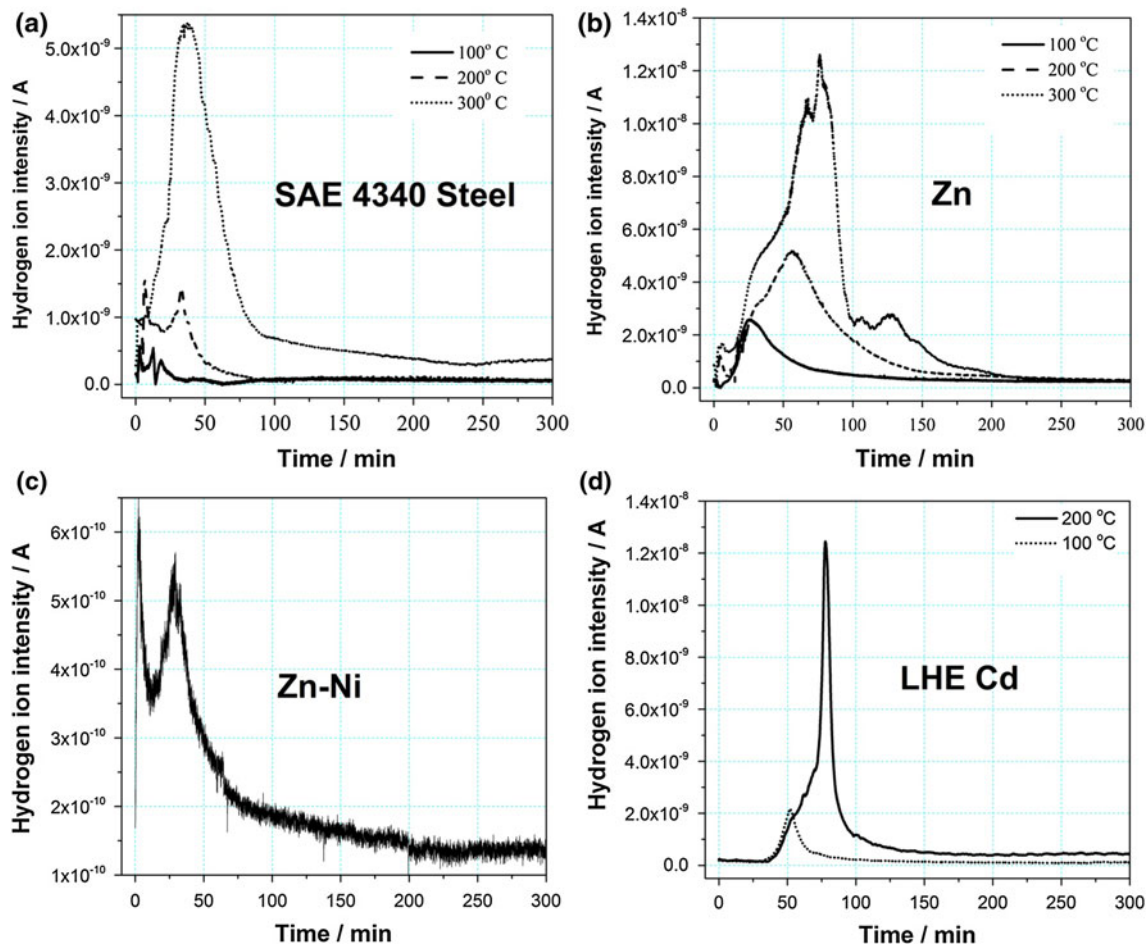 (a)
Hydrogen ion intensity / A
5.0x10⁻⁹
4.0x10⁻⁹
3.0x10⁻⁹
2.0x10⁻⁹
1.0x10⁻⁹
0.0
100° C
200° C
300⁰ C
SAE 4340 Steel
0 50 100 150 200 250 300
Time / min
(b)
Hydrogen ion intensity / A
1.4x10⁻⁸
1.2x10⁻⁸
1.0x10⁻⁸
8.0x10⁻⁹
6.0x10⁻⁹
4.0x10⁻⁹
2.0x10⁻⁹
0.0
100 °C
200 °C
300 °C
Zn
0 50 100 150 200 250 300
Time / min
(c)
Hydrogen ion intensity / A
6x10⁻¹⁰
5x10⁻¹⁰
4x10⁻¹⁰
3x10⁻¹⁰
2x10⁻¹⁰
1x10⁻¹⁰
Zn-Ni
0 50 100 150 200 250 300
Time / min
(d)
Hydrogen ion intensity / A
1.4x10⁻⁸
1.2x10⁻⁸
1.0x10⁻⁸
8.0x10⁻⁹
6.0x10⁻⁹
4.0x10⁻⁹
2.0x10⁻⁹
0.0
200 °C
100 °C
LHE Cd
0 50 100 150 200 250 300
Time / min